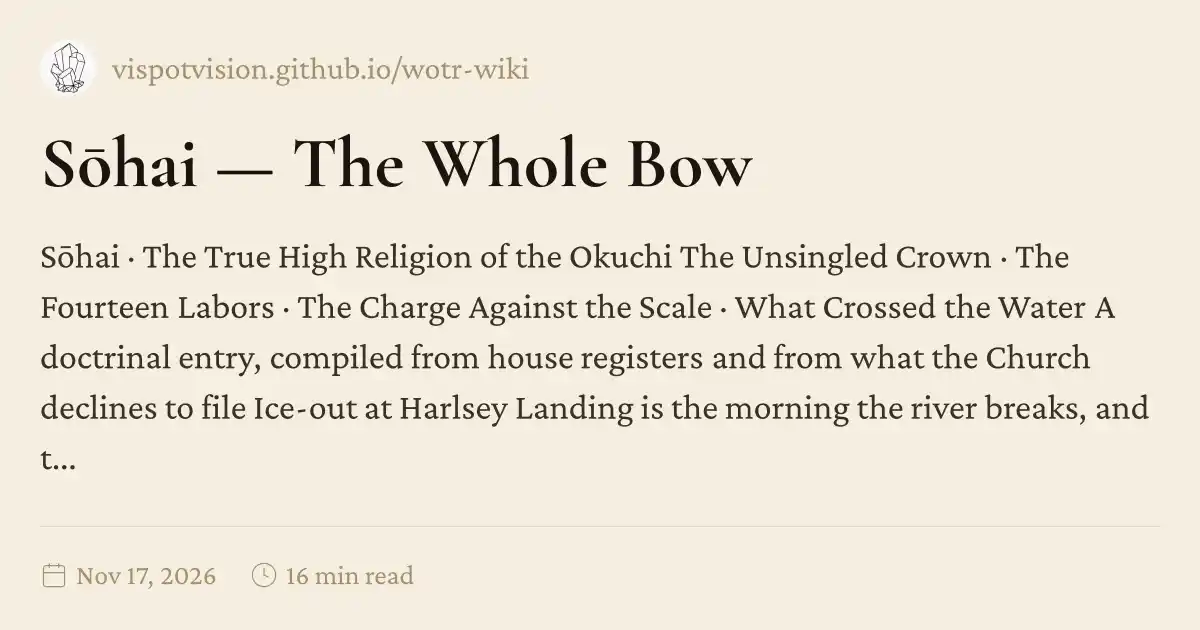 vispotvision.github.io/wotr-wiki
Sōhai — The Whole Bow
Sōhai · The True High Religion of the Okuchi The Unsingled Crown · The
Fourteen Labors · The Charge Against the Scale · What Crossed the Water A
doctrinal entry, compiled from house registers and from what the Church
declines to file Ice-out at Harlsey Landing is the morning the river breaks, and
t...
Nov 17, 2026
16 min read